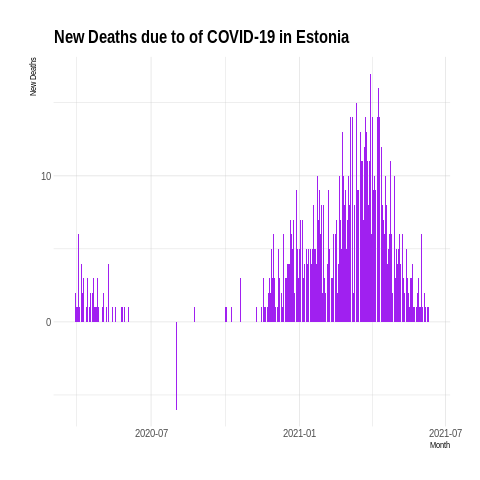 New Deaths due to of COVID-19 in Estonia
New Deaths
10
0
2020-07
2021-01
2021-07
Month